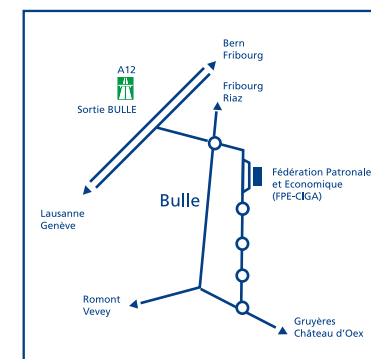 Bern
Fribourg
A12
Sortie BULLE
Fribourg
Riaz
Fédération Patronale
et Economique
(FPE-CIGA)
Bulle
Lausanne
Genève
Romont
Vevey
Gruyères
Château d'Oex